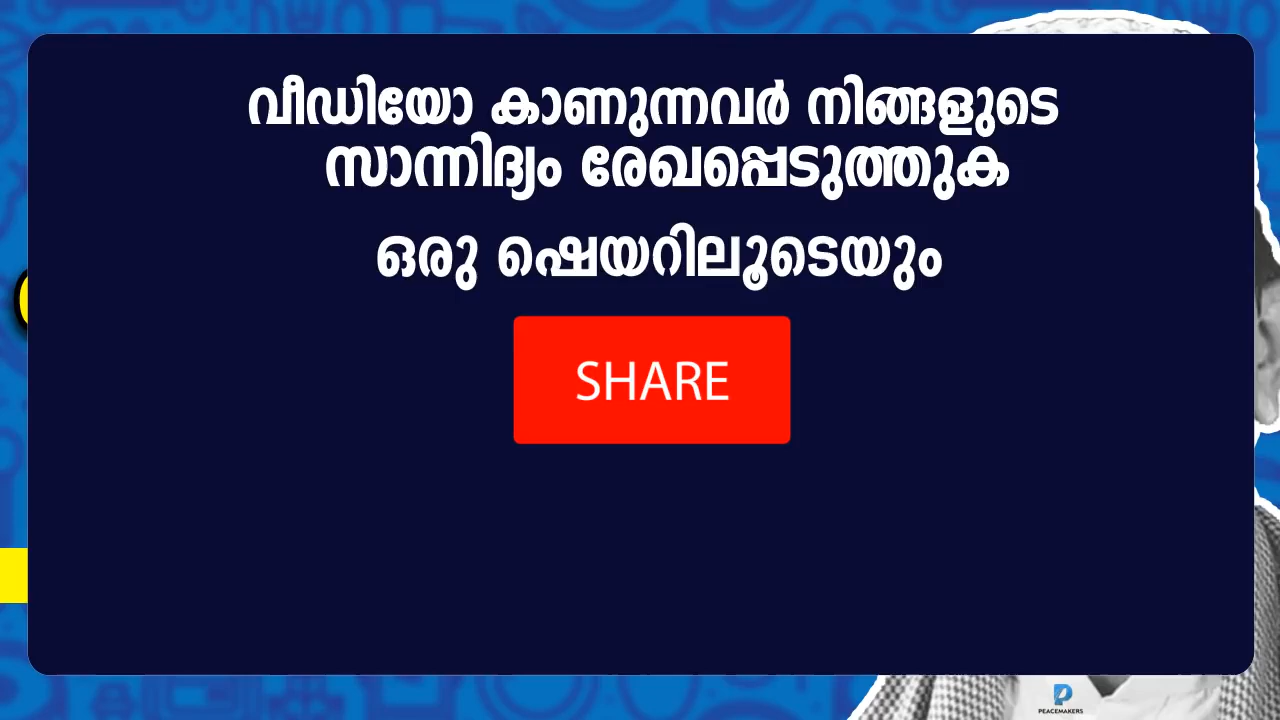 വീഡിയോ കാണുന്നവർ നിങ്ങളുടെ
സാന്നിദ്യം രേഖപ്പെടുത്തുക
ഒരു ഷെയറിലൂടെയും
SHARE
PEACEMAKERS